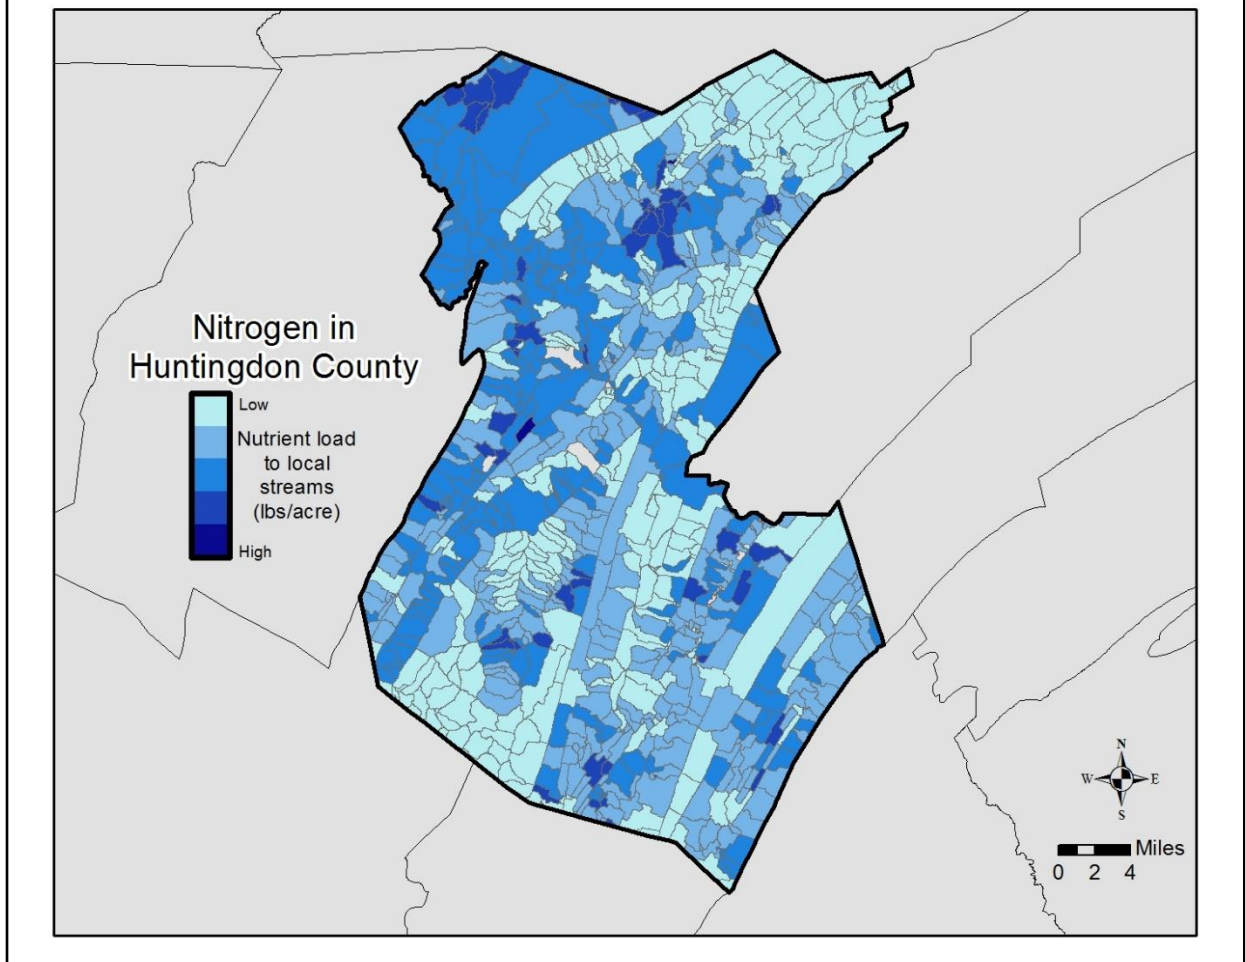 Nitrogen in
Huntingdon County
Low
Nutrient load
to local
streams
(lbs/acre)
High
N
W E
S
Miles
0 2 4